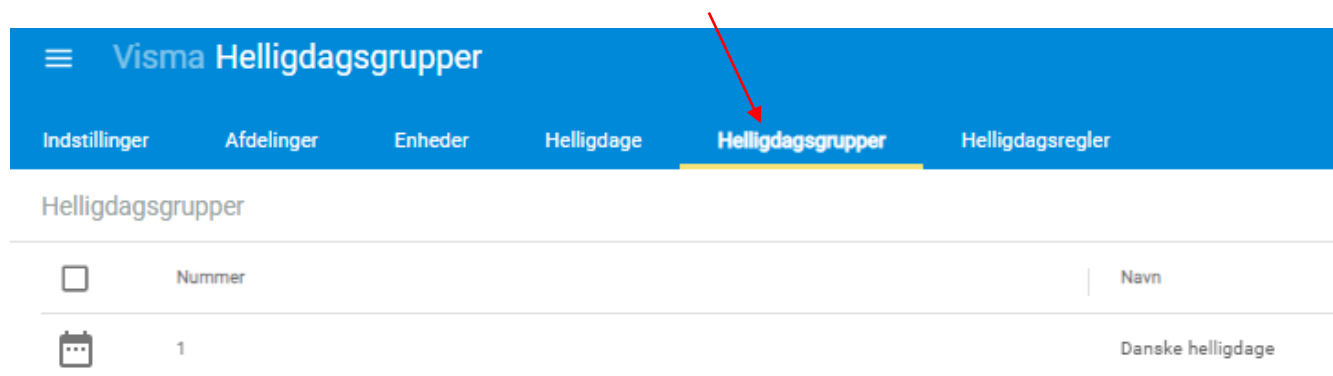 Visma Helligdagsgrupper
Indstillinger Afdelinger Enheder Helligdage Helligdagsgrupper Helligdagsregler
Helligdagsgrupper
Nummer Navn
1 Danske helligdage